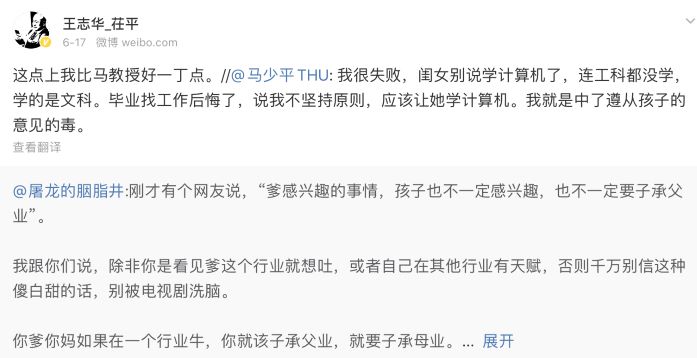 王志华_茌平
6-17 微博 weibo.com
这点上我比马教授好一丁点。//@马少平THU: 我很失败，闺女别说学计算机了，连工科都没学，
学的是文科。毕业找工作后悔了，说我不坚持原则，应该让她学计算机。我就是中了遵从孩子的
意见的毒。
查看翻译
@屠龙的胭脂井:刚才有个网友说，“爹感兴趣的事情，孩子也不一定感兴趣，也不一定要子承父
业”。
我跟你们说，除非你是看见爹这个行业就想吐，或者自己在其他行业有天赋，否则千万别信这种
傻白甜的话，别被电视剧洗脑。
你爹你妈如果在一个行业牛，你就该子承父业，就要子承母业。... 展开